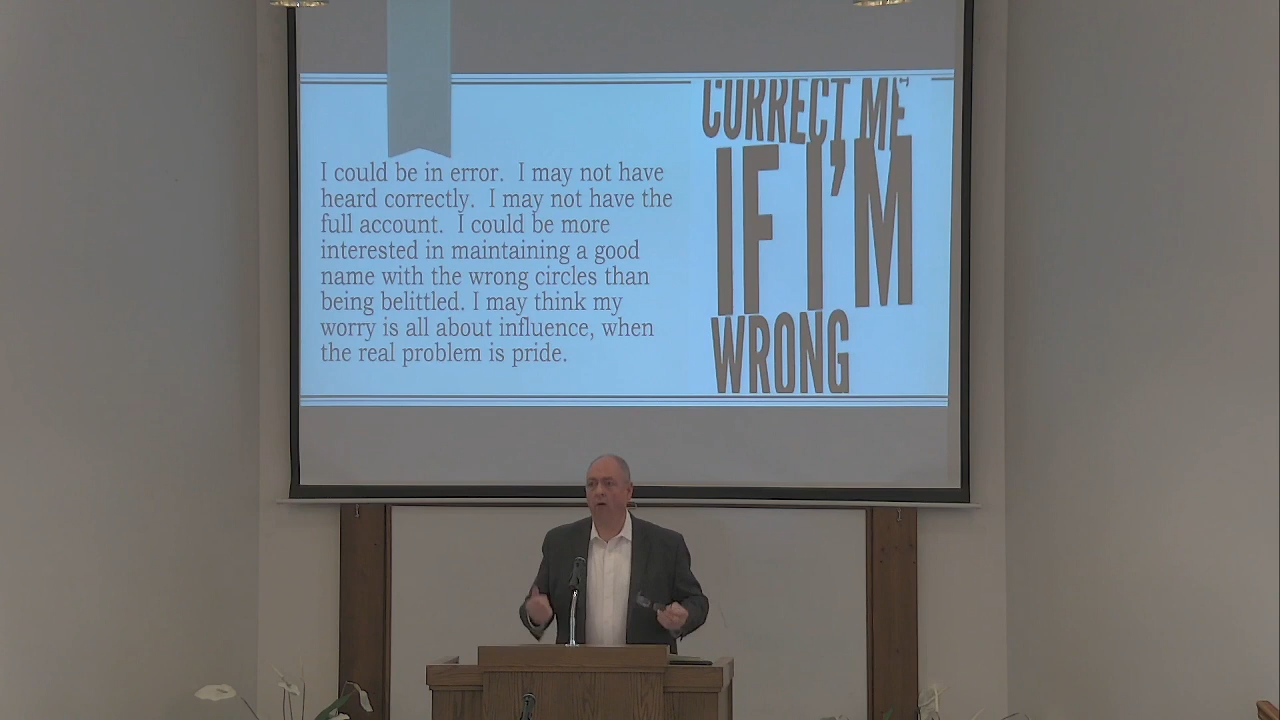 I could be in error.  I may not have
heard correctly.  I may not have the
full account.  I could be more
interested in maintaining a good
name with the wrong circles than
being belittled. I may think my
worry is all about influence, when
the real problem is pride.
CORRECT ME
IF I'M
WRONG